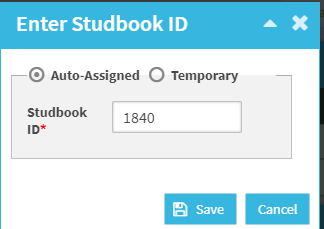 Enter Studbook ID
Auto-Assigned Temporary
Studbook
ID*
1840
Save Cancel